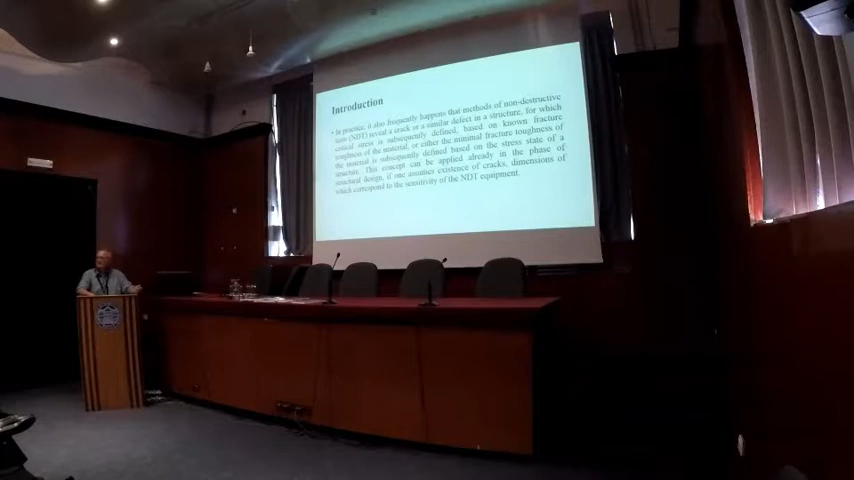 Introduction
• In practice, it also frequently happens that methods of non-destructive
tests (NDT) reveal a crack or a similar defect in a structure, for which
critical stress is subsequently defined, based on known fracture
toughness of the material, or either the minimal fracture toughness of
the material is subsequently defined based on the stress state of a
structure. This concept can be applied already in the phase of
structural design, if one assumes existence of cracks, dimensions of
which correspond to the sensitivity of the NDT equipment.